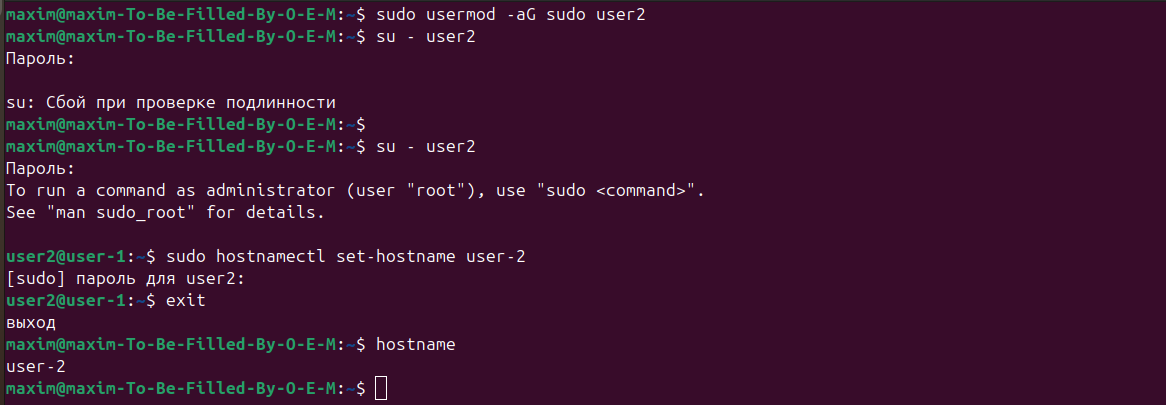 maxim@maxim-To-Be-Filled-By-O-E-M:~$ sudo usermod -aG sudo user2
maxim@maxim-To-Be-Filled-By-O-E-M:~$ su - user2
Пароль:
su: Сбой при проверке подлинности
maxim@maxim-To-Be-Filled-By-O-E-M:~$
maxim@maxim-To-Be-Filled-By-O-E-M:~$ su - user2
Пароль:
To run a command as administrator (user "root"), use "sudo <command>".
See "man sudo_root" for details.
user2@user-1:~$ sudo hostnamectl set-hostname user-2
[sudo] пароль для user2:
user2@user-1:~$ exit
выход
maxim@maxim-To-Be-Filled-By-O-E-M:~$ hostname
user-2
maxim@maxim-To-Be-Filled-By-O-E-M:~$